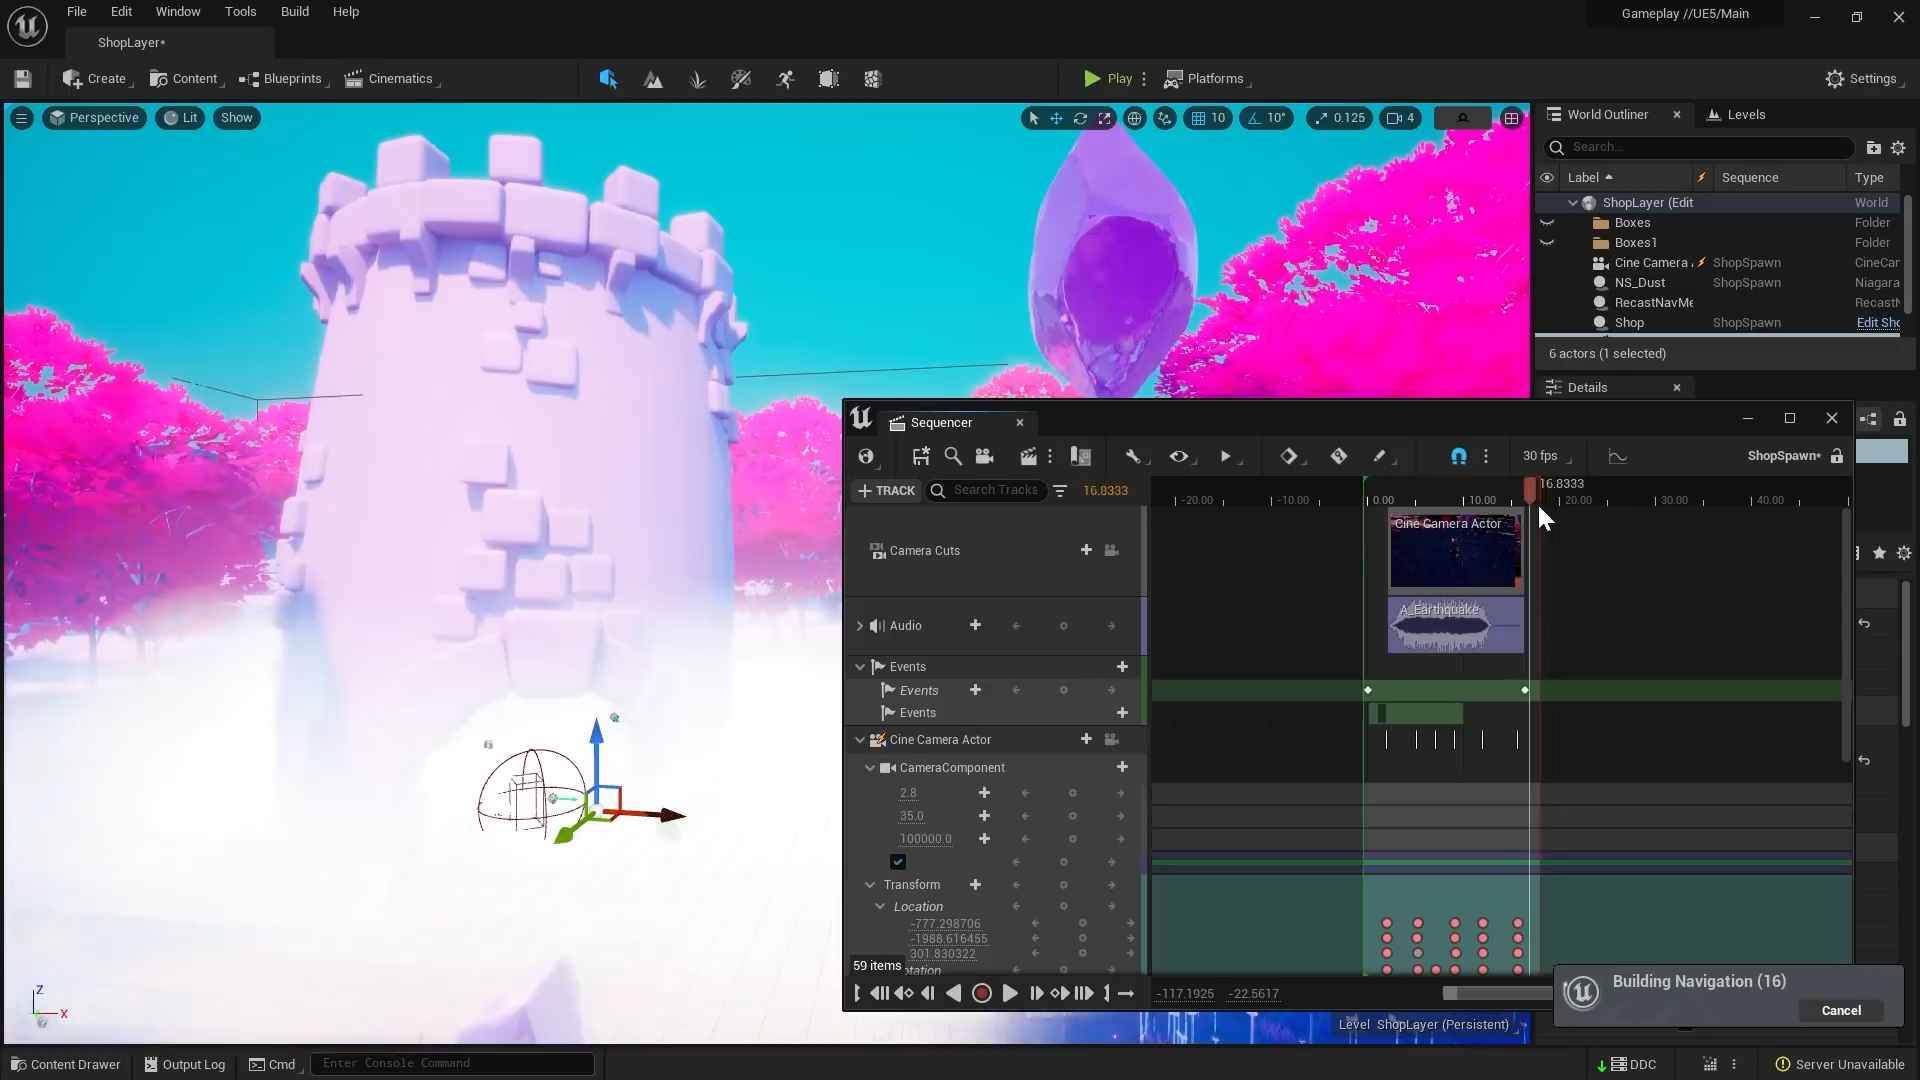 File Edit Window Tools Build Help
Gameplay //UE5/Main
ShopLayer*
Create Content Blueprints Cinematics
Play Platforms
Settings
Perspective Lit Show
10 10° 0.125 4
World Outliner Levels
Search...
Label Sequence Type
ShopLayer (Edit World
Boxes Folder
Boxes1 Folder
Cine Camera ShopSpawn CineCar
NS_Dust ShopSpawn Niagara
RecastNavMe
Shop ShopSpawn Edit Sho
6 actors (1 selected)
Details
Sequencer
30 fps
ShopSpawn*
TRACK Search Tracks 16.8333
16.8333
-20.00 -10.00 0.00 10.00 20.00 30.00 40.00
Cine Camera Actor
Camera Cuts
A_Earthquake
Audio
Events
Events
Events
Cine Camera Actor
CameraComponent
2.8
35.0
100000.0
Transform
Location
-777.298706
-1988.616455
301.830322
59 items
-117.1925 -22.5617
Building Navigation (16)
Cancel
Level ShopLayer (Persistent)
Z
X
Content Drawer Output Log Cmd Enter Console Command
DDC
Server Unavailable